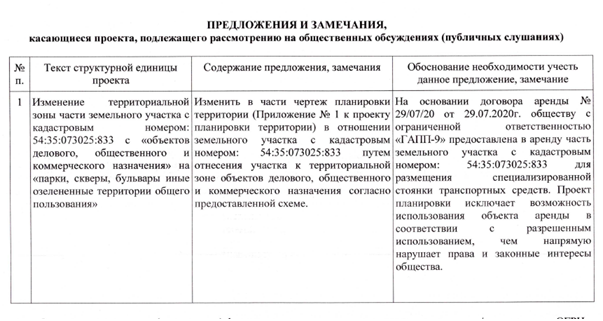 ПРЕДЛОЖЕНИЯ И ЗАМЕЧАНИЯ,
касающиеся проекта, подлежащего рассмотрению на общественных обсуждениях (публичных слушаниях)
№
п.
Текст структурной единицы
проекта
Содержание предложения, замечания
Обоснование необходимости учесть
данное предложение, замечание
1
Изменение территориальной
зоны части земельного участка с
кадастровым номером:
54:35:073025:833 с «объектов
делового, общественного и
коммерческого назначения» на
«парки, скверы, бульвары иные
озелененные территории общего
пользования»
Изменить в части чертеж планировки
территории (Приложение № 1 к проекту
планировки территории) в отношении
земельного участка с кадастровым
номером: 54:35:073025:833 путем
отнесения участка к территориальной
зоне объектов делового, общественного
и коммерческого назначения согласно
предоставленной схеме.
На основании договора аренды №
29/07/20 от 29.07.2020г. обществу с
ограниченной ответственностью
«ГАПП-9» предоставлена в аренду часть
земельного участка с кадастровым
номером: 54:35:073025:833 для
размещения специализированной
стоянки транспортных средств. Проект
планировки исключает возможность
использования объекта аренды в
соответствии с разрешенным
использованием, чем напрямую
нарушает права и законные интересы
общества.